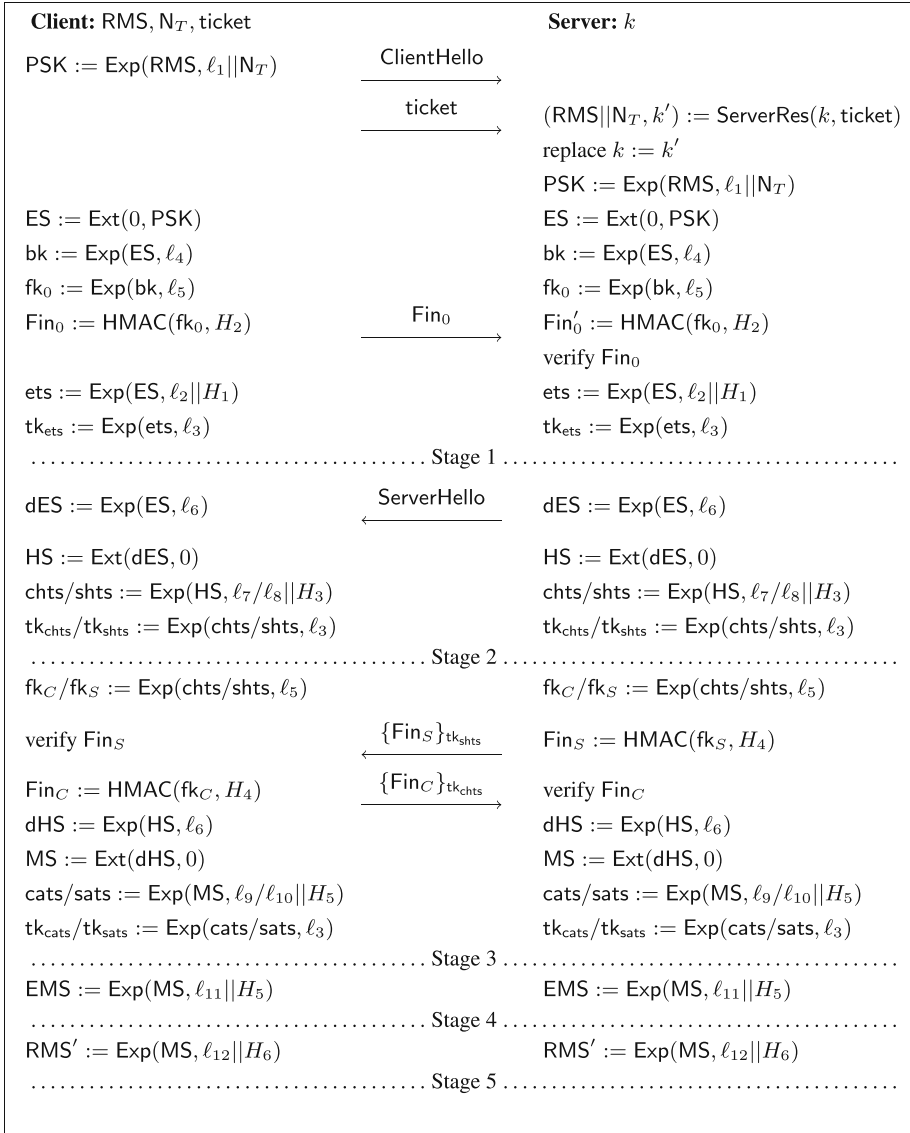 Client: RMS, N_T, ticket Server: k
PSK := Exp(RMS, ℓ₁||N_T) ClientHello
ticket (RMS||N_T, k′) := ServerRes(k, ticket)
replace k := k′
PSK := Exp(RMS, ℓ₁||N_T)
ES := Ext(0, PSK) ES := Ext(0, PSK)
bk := Exp(ES, ℓ₄) bk := Exp(ES, ℓ₄)
fk₀ := Exp(bk, ℓ₅) fk₀ := Exp(bk, ℓ₅)
Fin₀ := HMAC(fk₀, H₂) Fin₀ Fin′₀ := HMAC(fk₀, H₂)
verify Fin₀
ets := Exp(ES, ℓ₂||H₁) ets := Exp(ES, ℓ₂||H₁)
tk_ets := Exp(ets, ℓ₃) tk_ets := Exp(ets, ℓ₃)
Stage 1
dES := Exp(ES, ℓ₆) ServerHello dES := Exp(ES, ℓ₆)
HS := Ext(dES, 0) HS := Ext(dES, 0)
chts/shts := Exp(HS, ℓ₇/ℓ₈||H₃) chts/shts := Exp(HS, ℓ₇/ℓ₈||H₃)
tk_chts/tk_shts := Exp(chts/shts, ℓ₃) tk_chts/tk_shts := Exp(chts/shts, ℓ₃)
Stage 2
fk_C/fk_S := Exp(chts/shts, ℓ₅) fk_C/fk_S := Exp(chts/shts, ℓ₅)
verify Fin_S {Fin_S}_tk_shts Fin_S := HMAC(fk_S, H₄)
Fin_C := HMAC(fk_C, H₄) {Fin_C}_tk_chts verify Fin_C
dHS := Exp(HS, ℓ₆) dHS := Exp(HS, ℓ₆)
MS := Ext(dHS, 0) MS := Ext(dHS, 0)
cats/sats := Exp(MS, ℓ₉/ℓ₁₀||H₅) cats/sats := Exp(MS, ℓ₉/ℓ₁₀||H₅)
tk_cats/tk_sats := Exp(cats/sats, ℓ₃) tk_cats/tk_sats := Exp(cats/sats, ℓ₃)
Stage 3
EMS := Exp(MS, ℓ₁₁||H₅) EMS := Exp(MS, ℓ₁₁||H₅)
Stage 4
RMS′ := Exp(MS, ℓ₁₂||H₆) RMS′ := Exp(MS, ℓ₁₂||H₆)
Stage 5